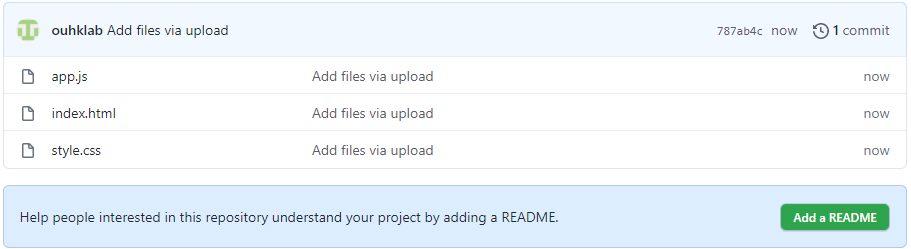 ouhklab Add files via upload 787ab4c now 1 commit
app.js Add files via upload now
index.html Add files via upload now
style.css Add files via upload now
Help people interested in this repository understand your project by adding a README. Add a README